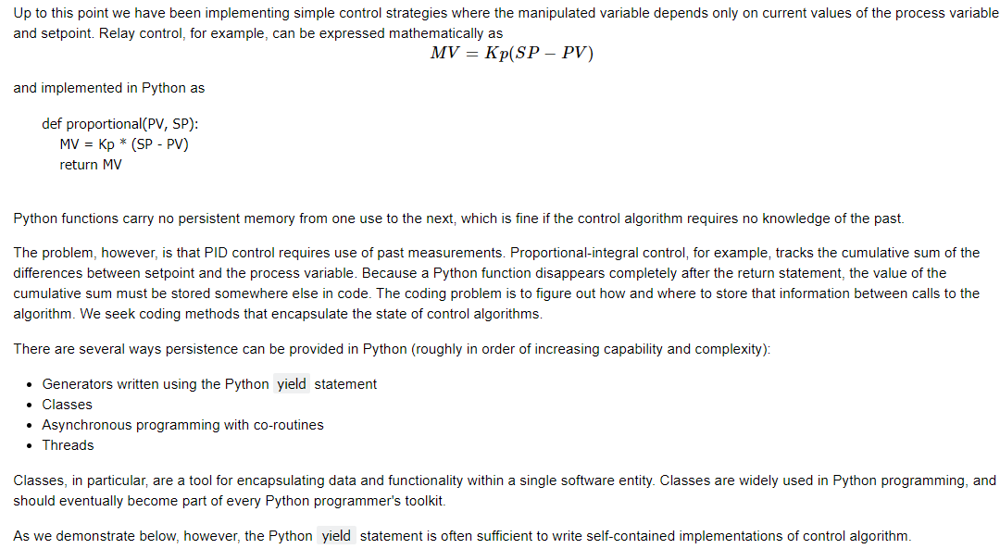 Up to this point we have been implementing simple control strategies where the manipulated variable depends only on current values of the process variable
and setpoint. Relay control, for example, can be expressed mathematically as
MV = Kp(SP − PV)
and implemented in Python as
def proportional(PV, SP):
MV = Kp * (SP - PV)
return MV
Python functions carry no persistent memory from one use to the next, which is fine if the control algorithm requires no knowledge of the past.
The problem, however, is that PID control requires use of past measurements. Proportional-integral control, for example, tracks the cumulative sum of the
differences between setpoint and the process variable. Because a Python function disappears completely after the return statement, the value of the
cumulative sum must be stored somewhere else in code. The coding problem is to figure out how and where to store that information between calls to the
algorithm. We seek coding methods that encapsulate the state of control algorithms.
There are several ways persistence can be provided in Python (roughly in order of increasing capability and complexity):
• Generators written using the Python yield statement
• Classes
• Asynchronous programming with co-routines
• Threads
Classes, in particular, are a tool for encapsulating data and functionality within a single software entity. Classes are widely used in Python programming, and
should eventually become part of every Python programmer's toolkit.
As we demonstrate below, however, the Python yield statement is often sufficient to write self-contained implementations of control algorithm.